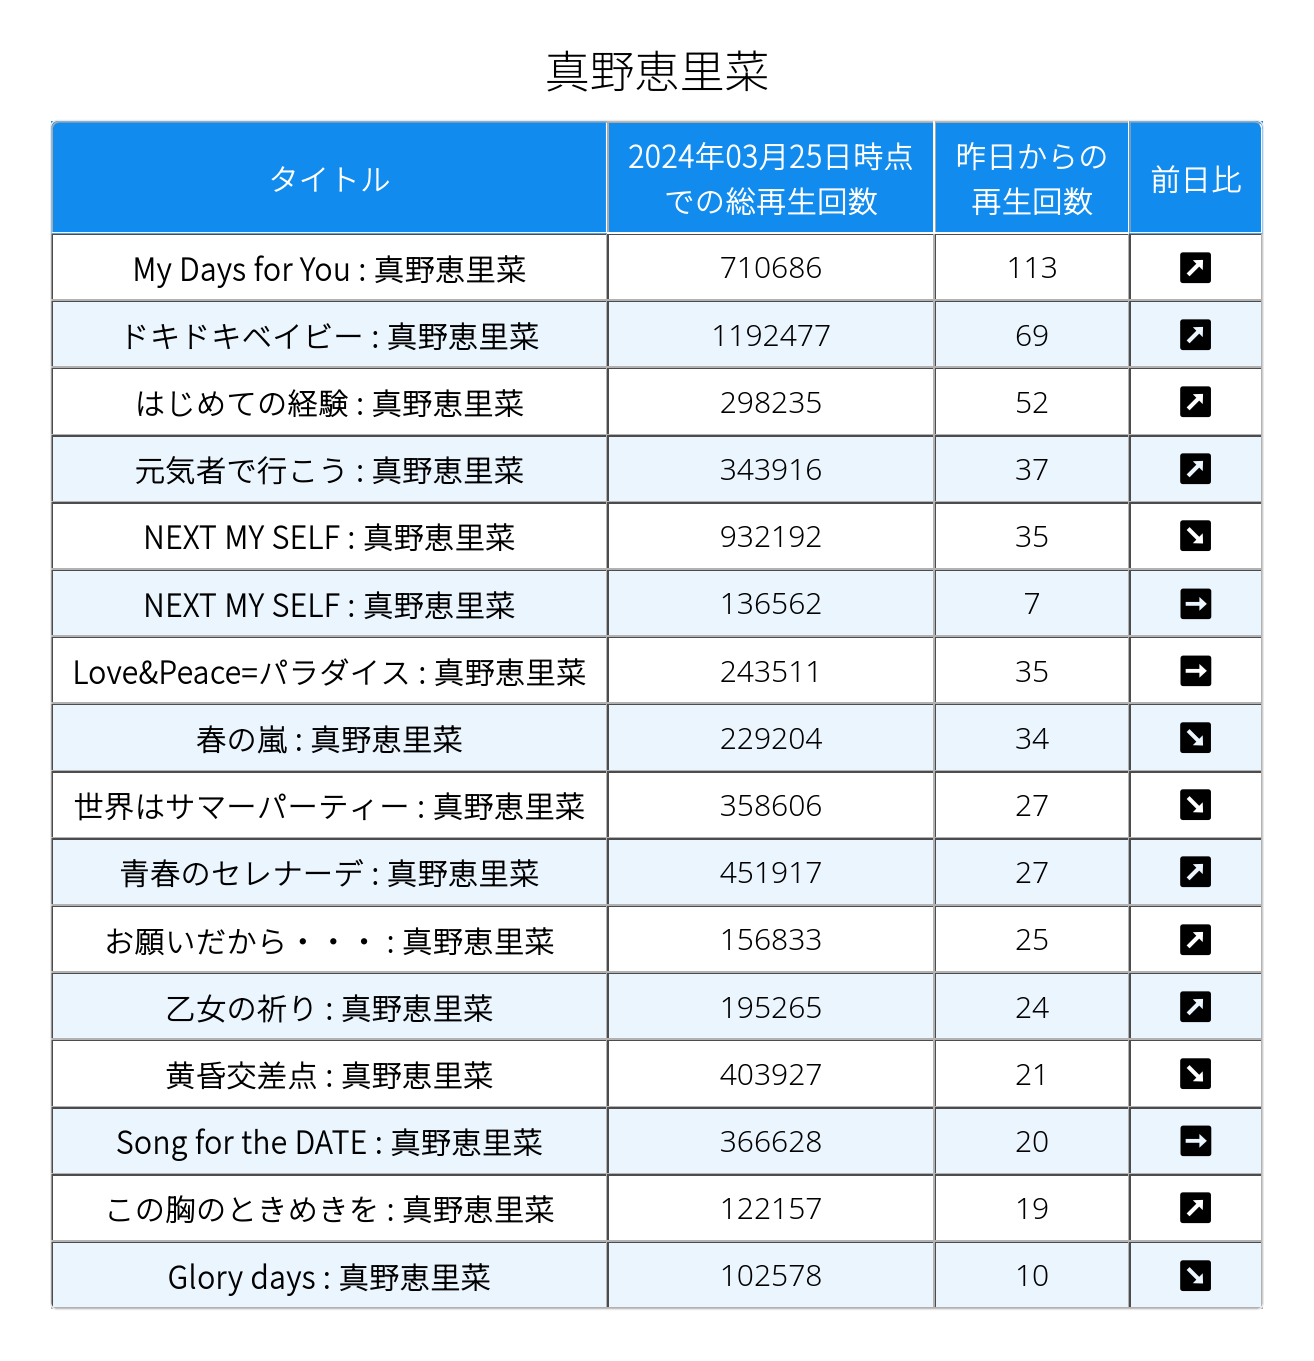 真野恵里菜
タイトル 2024年03月25日時点での総再生回数 昨日からの再生回数 前日比
My Days for You : 真野恵里菜 710686 113 ↗
ドキドキベイビー : 真野恵里菜 1192477 69 ↗
はじめての経験 : 真野恵里菜 298235 52 ↗
元気者で行こう : 真野恵里菜 343916 37 ↗
NEXT MY SELF : 真野恵里菜 932192 35 ↘
NEXT MY SELF : 真野恵里菜 136562 7 →
Love&Peace=パラダイス : 真野恵里菜 243511 35 →
春の嵐 : 真野恵里菜 229204 34 ↘
世界はサマーパーティー : 真野恵里菜 358606 27 ↘
青春のセレナーデ : 真野恵里菜 451917 27 ↗
お願いだから・・・ : 真野恵里菜 156833 25 ↗
乙女の祈り : 真野恵里菜 195265 24 ↗
黄昏交差点 : 真野恵里菜 403927 21 ↘
Song for the DATE : 真野恵里菜 366628 20 →
この胸のときめきを : 真野恵里菜 122157 19 ↗
Glory days : 真野恵里菜 102578 10 ↘